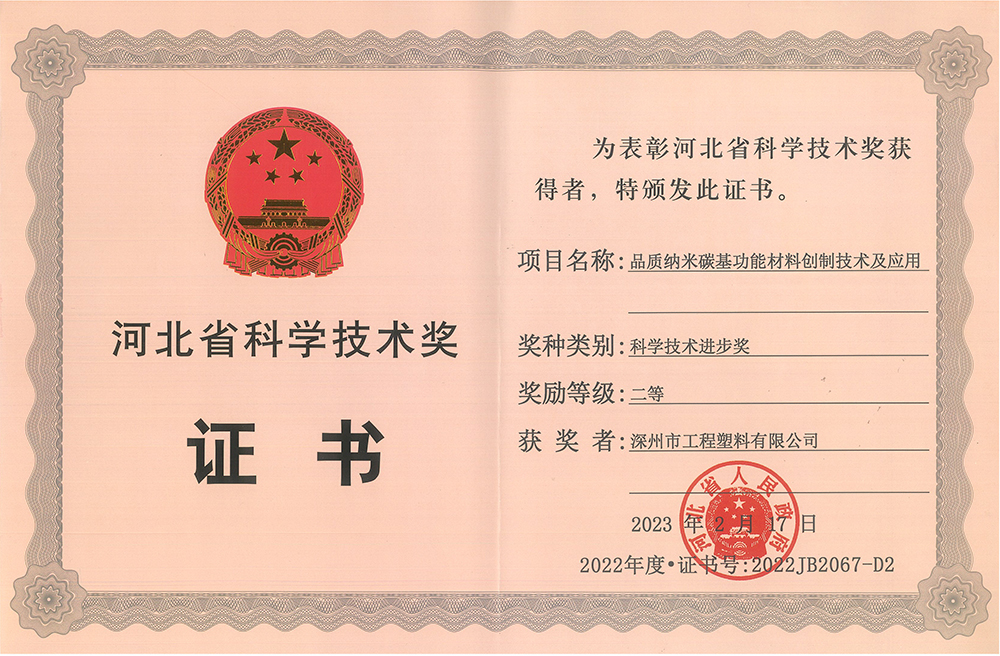 河北省科学技术奖
证书
为表彰河北省科学技术奖获
得者，特颁发此证书。
项目名称：品质纳米碳基功能材料创制技术及应用
奖种类别：科学技术进步奖
奖励等级：二等
获奖者：深州市工程塑料有限公司
河北省人民政府
2023年2月17日
2022年度•证书号：2022JB2067-D2